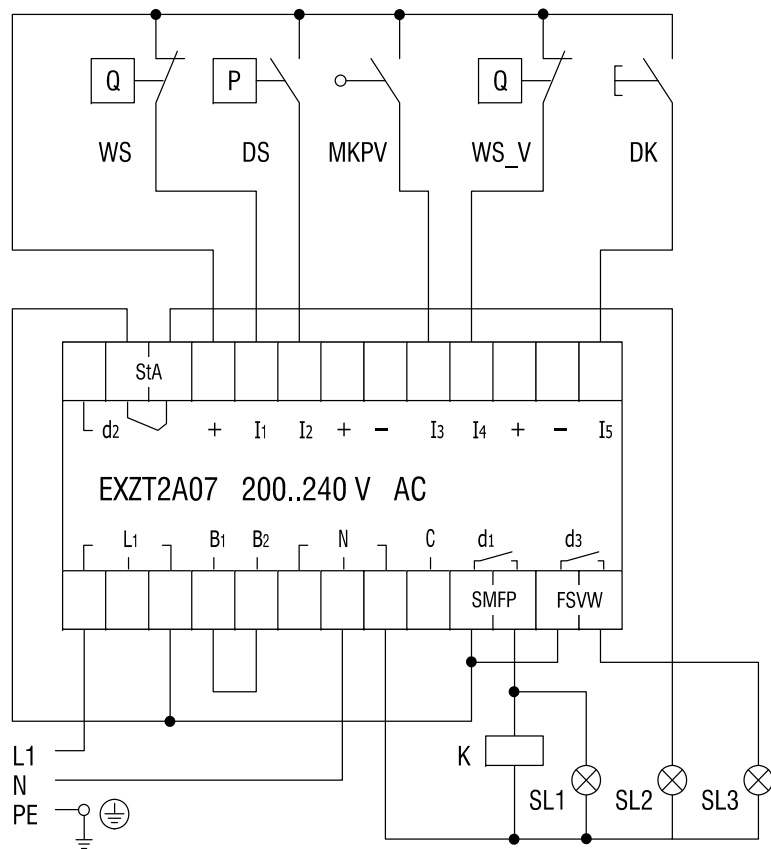 Q P Q
WS DS MKPV WS_V DK
StA
d2 + I1 I2 + − I3 I4 + − I5
EXZT2A07 200..240 V AC
L1 B1 B2 N C d1 d3
SMFP FSVW
L1
N
PE
K SL1 SL2 SL3